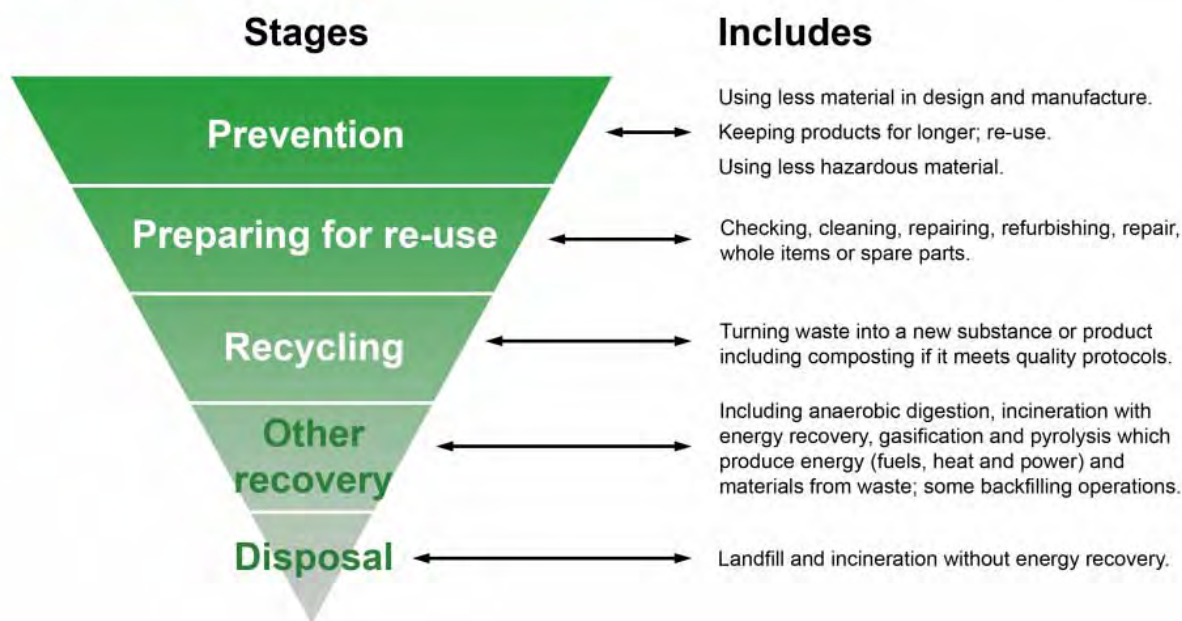 Stages
Includes
Prevention
Using less material in design and manufacture.
Keeping products for longer; re-use.
Using less hazardous material.
Preparing for re-use
Checking, cleaning, repairing, refurbishing, repair,
whole items or spare parts.
Recycling
Turning waste into a new substance or product
including composting if it meets quality protocols.
Other
recovery
Including anaerobic digestion, incineration with
energy recovery, gasification and pyrolysis which
produce energy (fuels, heat and power) and
materials from waste; some backfilling operations.
Disposal
Landfill and incineration without energy recovery.